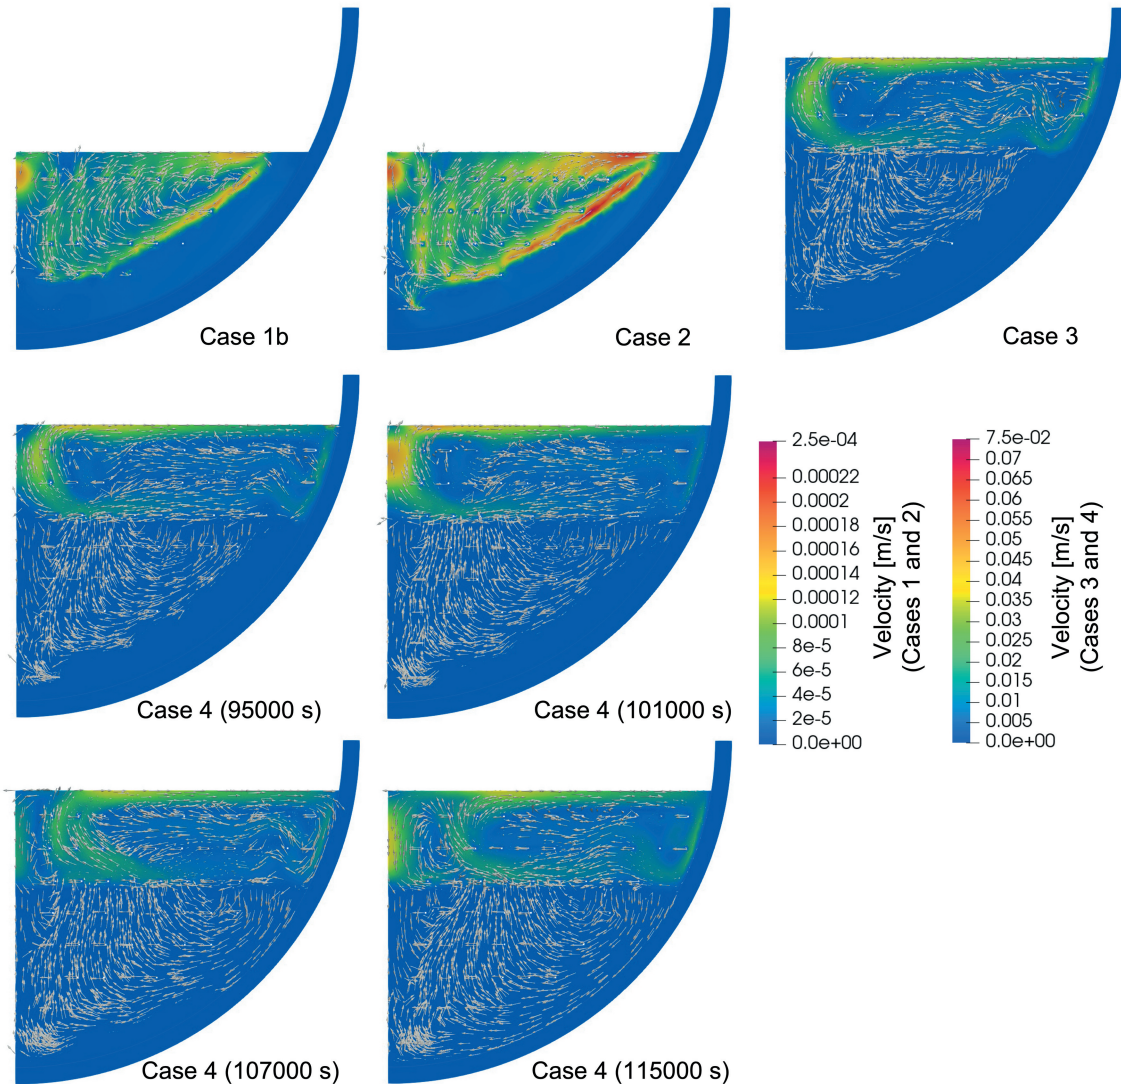 Case 1b
Case 2
Case 3
2.5e-04
0.00022
0.0002
0.00018
0.00016
0.00014
0.00012
0.0001
8e-5
6e-5
4e-5
2e-5
0.0e+00
Velocity [m/s]
(Cases 1 and 2)
7.5e-02
0.07
0.065
0.06
0.055
0.05
0.045
0.04
0.035
0.03
0.025
0.02
0.015
0.01
0.005
0.0e+00
Velocity [m/s]
(Cases 3 and 4)
Case 4 (95000 s)
Case 4 (101000 s)
Case 4 (107000 s)
Case 4 (115000 s)